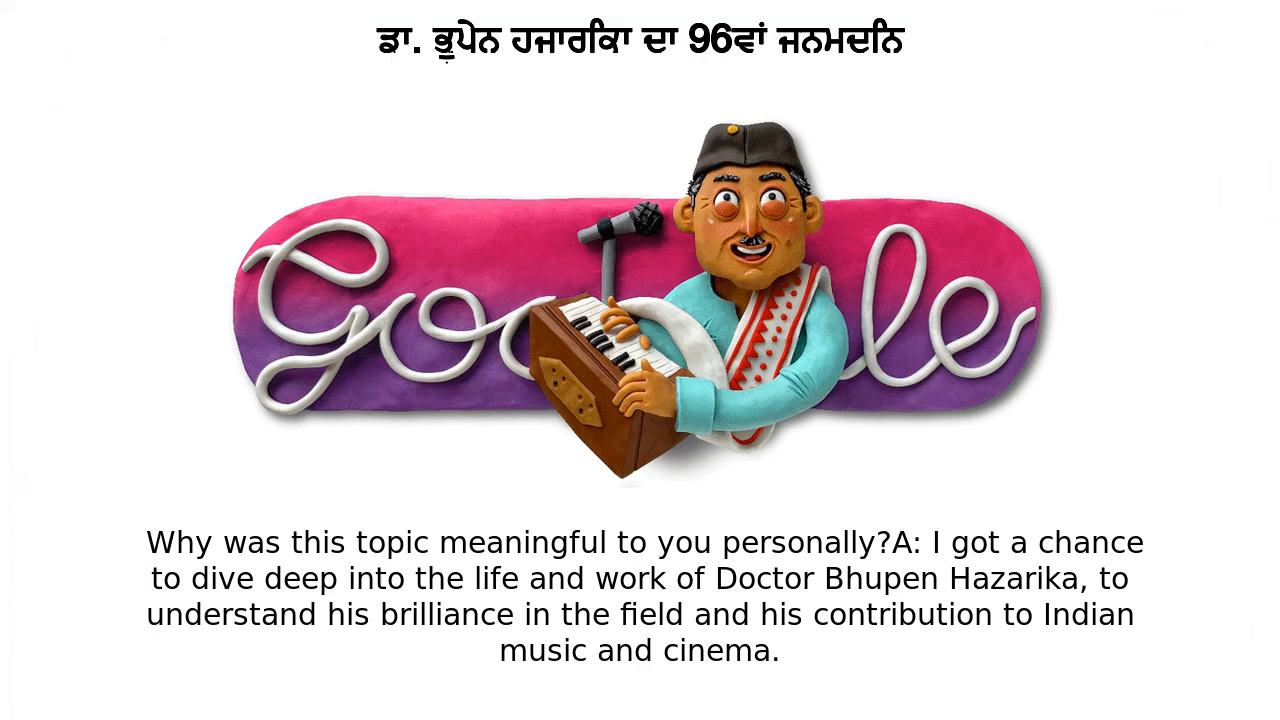 ਡਾ. ਭੁਪੇਨ ਹਜਾਰਿਕਾ ਦਾ 96ਵਾਂ ਜਨਮਦਿਨ
Google
Why was this topic meaningful to you personally?A: I got a chance
to dive deep into the life and work of Doctor Bhupen Hazarika, to
understand his brilliance in the field and his contribution to Indian
music and cinema.